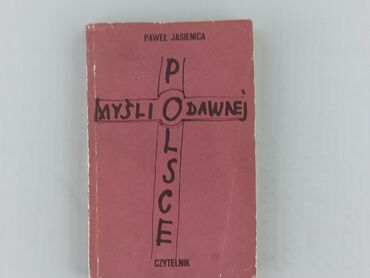 PAWEŁ JASIENICA
MYŚLI O DAWNEJ
POLSCE
CZYTELNIK